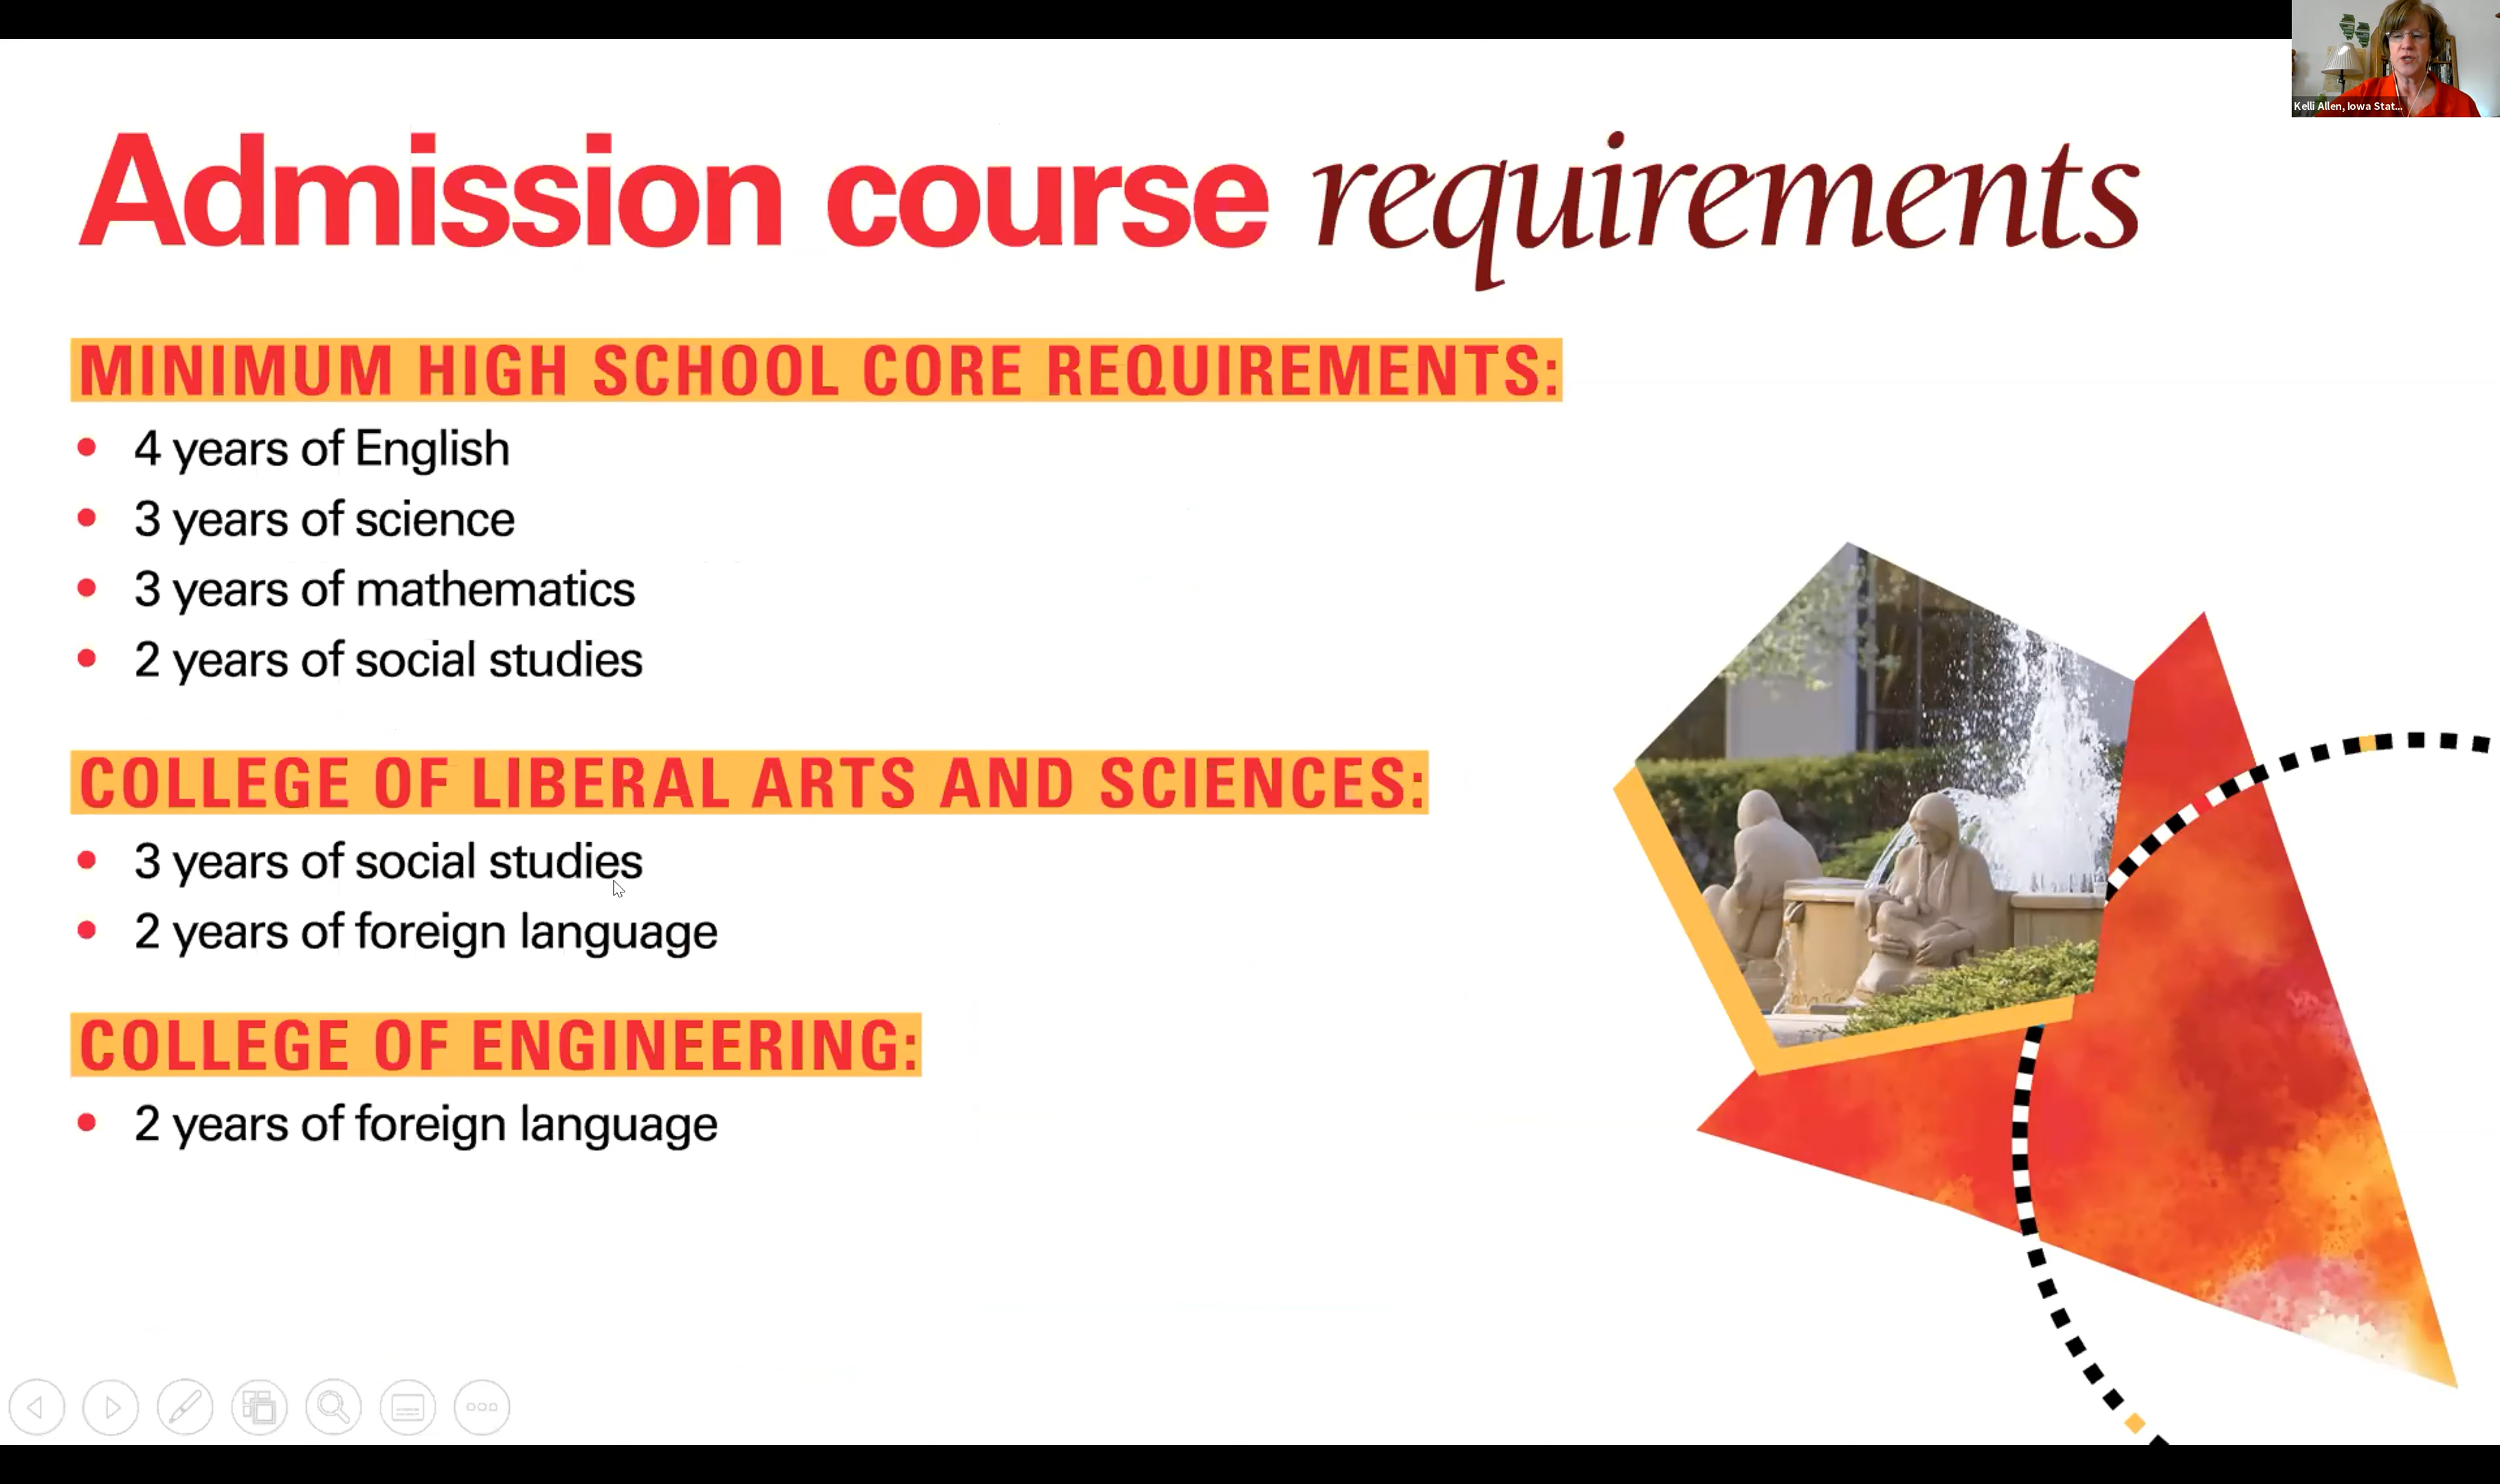 Kelli Allen, Iowa Stat...
Admission course requirements
MINIMUM HIGH SCHOOL CORE REQUIREMENTS:
• 4 years of English
• 3 years of science
• 3 years of mathematics
• 2 years of social studies
COLLEGE OF LIBERAL ARTS AND SCIENCES:
• 3 years of social studies
• 2 years of foreign language
COLLEGE OF ENGINEERING:
• 2 years of foreign language